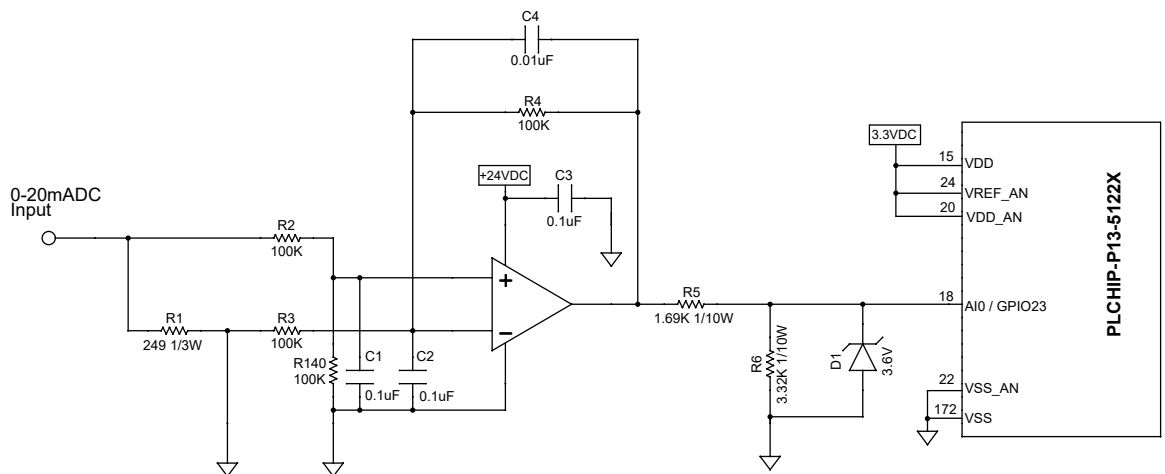 C4
0.01uF
R4
100K
3.3VDC
15
VDD
24
VREF_AN
20
VDD_AN
+24VDC
C3
0.1uF
0-20mADC
Input
R2
100K
+
R5
1.69K 1/10W
18
AI0 / GPIO23
PLCHIP-P13-5122X
R1
249 1/3W
R3
100K
−
R140
100K
C1
0.1uF
C2
0.1uF
R6
3.32K 1/10W
D1
3.6V
22
VSS_AN
172
VSS